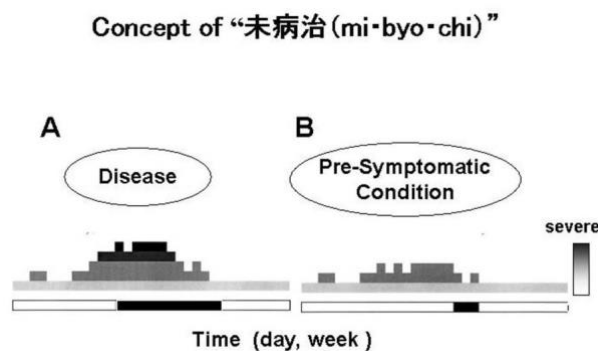 Concept of “未病治(mi・byo・chi)”
A
B
Disease
Pre-Symptomatic
Condition
severe
Time (day, week )